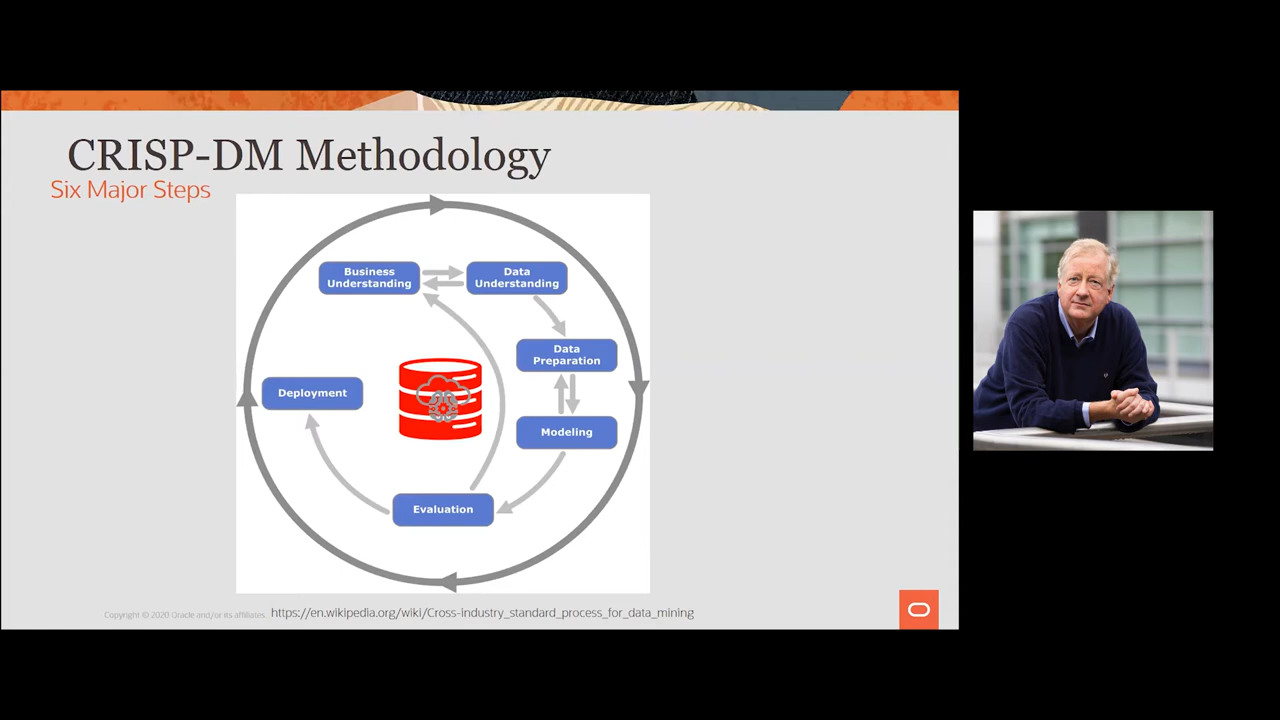 CRISP-DM Methodology
Six Major Steps
Business
Understanding
Data
Understanding
Data
Preparation
Deployment
Modeling
Evaluation
Copyright © 2020 Oracle and/or its affiliates.
https://en.wikipedia.org/wiki/Cross-industry_standard_process_for_data_mining